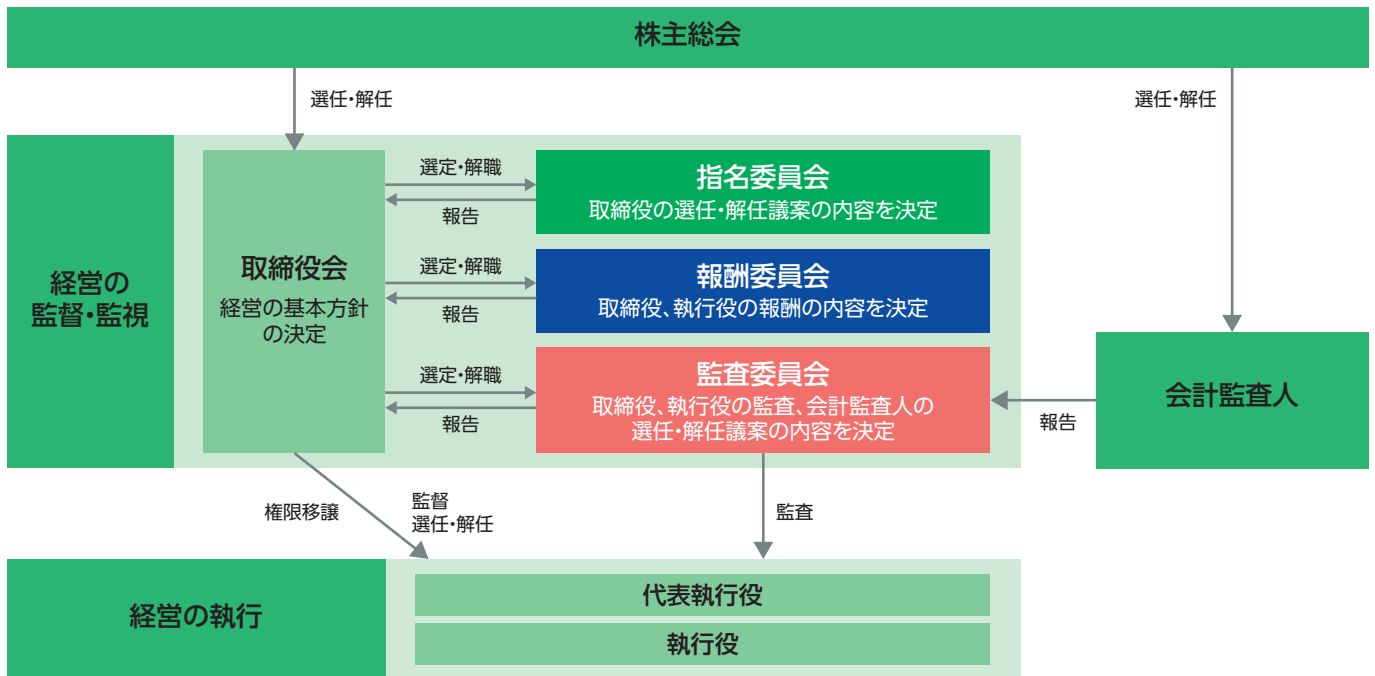 株主総会
選任・解任
選任・解任
経営の
監督・監視
取締役会
経営の基本方針
の決定
選定・解職
報告
指名委員会
取締役の選任・解任議案の内容を決定
選定・解職
報告
報酬委員会
取締役、執行役の報酬の内容を決定
選定・解職
報告
監査委員会
取締役、執行役の監査、会計監査人の
選任・解任議案の内容を決定
報告
会計監査人
権限移譲
監督
選任・解任
監査
経営の執行
代表執行役
執行役